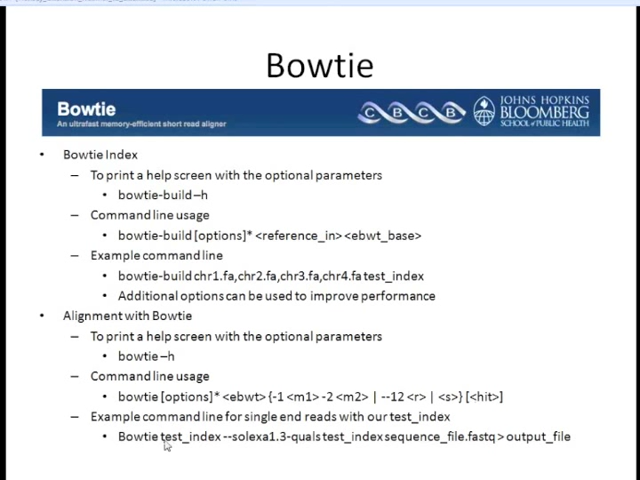 Bowtie
Bowtie
An ultrafast memory-efficient short read aligner
CBCB
JOHNS HOPKINS
BLOOMBERG
SCHOOL of PUBLIC HEALTH
• Bowtie Index
– To print a help screen with the optional parameters
• bowtie-build –h
– Command line usage
• bowtie-build [options]* <reference_in> <ebwt_base>
– Example command line
• bowtie-build chr1.fa,chr2.fa,chr3.fa,chr4.fa test_index
• Additional options can be used to improve performance
• Alignment with Bowtie
– To print a help screen with the optional parameters
• bowtie –h
– Command line usage
• bowtie [options]* <ebwt> {-1 <m1> -2 <m2> | --12 <r> | <s>} [<hit>]
– Example command line for single end reads with our test_index
• Bowtie test_index --solexa1.3-quals test_index sequence_file.fastq > output_file